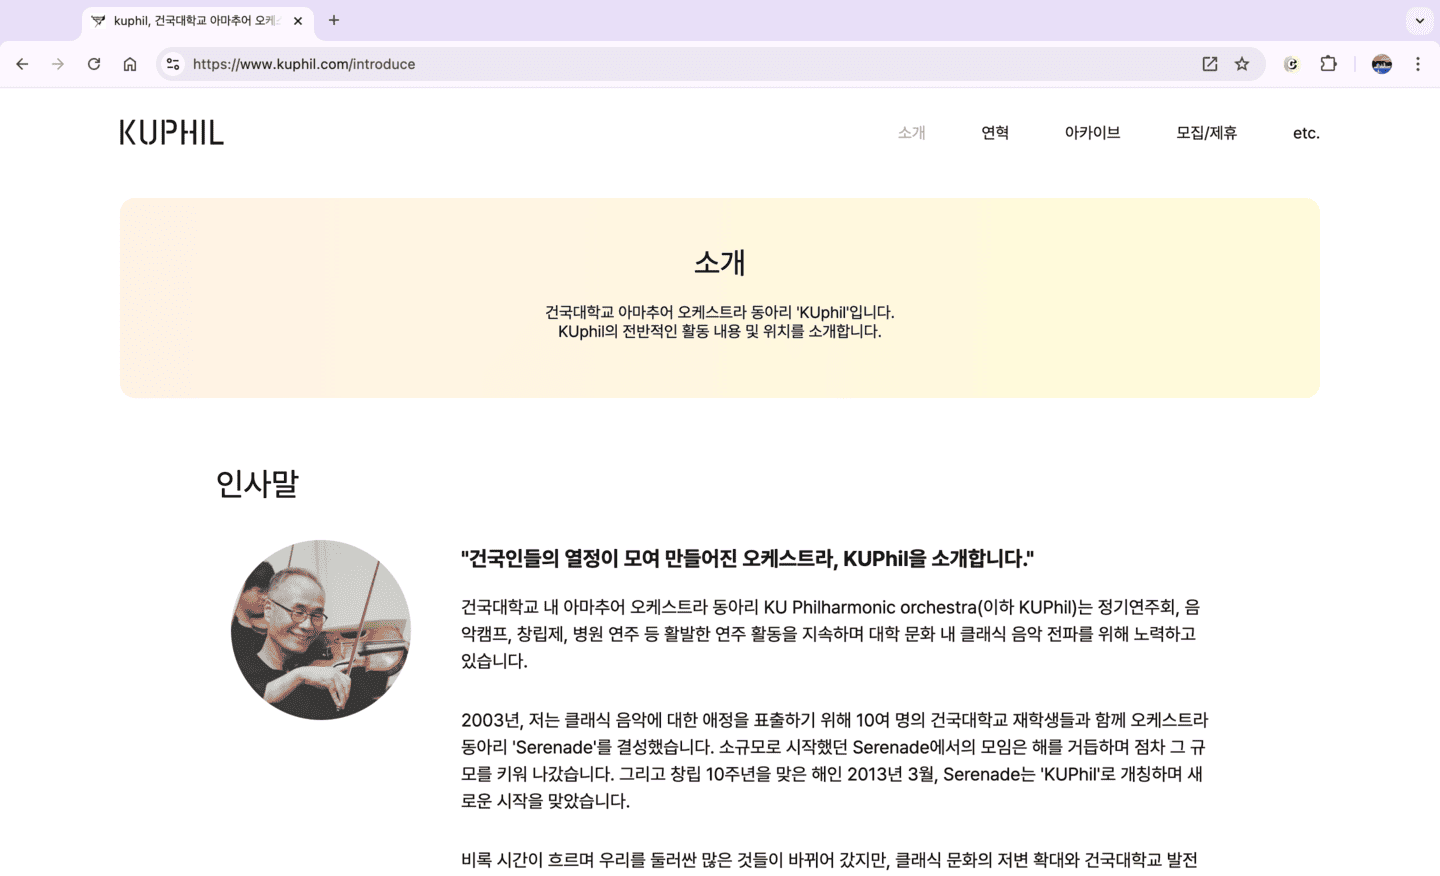 kuphil, 건국대학교 아마추어 오케
https://www.kuphil.com/introduce
KUPHIL
소개
연혁
아카이브
모집/제휴
etc.
소개
건국대학교 아마추어 오케스트라 동아리 'KUphil'입니다.
KUphil의 전반적인 활동 내용 및 위치를 소개합니다.
인사말
"건국인들의 열정이 모여 만들어진 오케스트라, KUPhil을 소개합니다."
건국대학교 내 아마추어 오케스트라 동아리 KU Philharmonic orchestra(이하 KUPhil)는 정기연주회, 음
악캠프, 창립제, 병원 연주 등 활발한 연주 활동을 지속하며 대학 문화 내 클래식 음악 전파를 위해 노력하고
있습니다.
2003년, 저는 클래식 음악에 대한 애정을 표출하기 위해 10여 명의 건국대학교 재학생들과 함께 오케스트라
동아리 'Serenade'를 결성했습니다. 소규모로 시작했던 Serenade에서의 모임은 해를 거듭하며 점차 그 규
모를 키워 나갔습니다. 그리고 창립 10주년을 맞은 해인 2013년 3월, Serenade는 'KUPhil'로 개칭하며 새
로운 시작을 맞았습니다.
비록 시간이 흐르며 우리를 둘러싼 많은 것들이 바뀌어 갔지만, 클래식 문화의 저변 확대와 건국대학교 발전